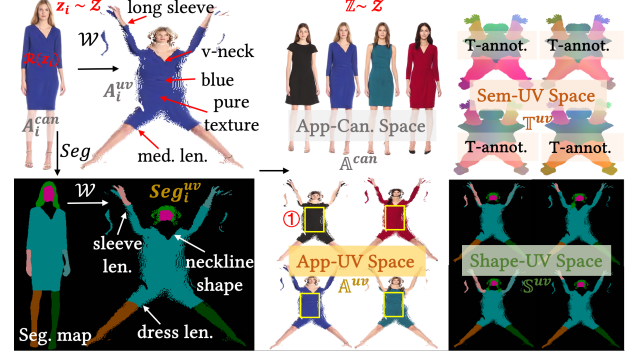 z_i ~ Z
long sleeve
ℤ ~ Z
W
v-neck
T-annot.
T-annot.
R(z_i)
A_i^can
A_i^uv
blue
pure
texture
Sem-UV Space
𝕋^uv
App-Can. Space
𝔸^can
T-annot.
T-annot.
Seg
med. len.
W
Seg_i^uv
①
sleeve
len.
neckline
shape
App-UV Space
𝔸^uv
Shape-UV Space
𝕊^uv
Seg. map
dress len.